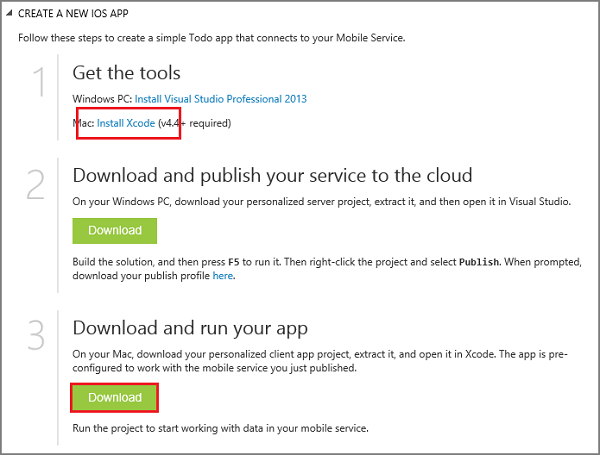 CREATE A NEW IOS APP
Follow these steps to create a simple Todo app that connects to your Mobile Service.
1
Get the tools
Windows PC: Install Visual Studio Professional 2013
Mac: Install Xcode (v4.4+ required)
2
Download and publish your service to the cloud
On your Windows PC, download your personalized server project, extract it, and then open it in Visual Studio.
Download
Build the solution, and then press F5 to run it. Then right-click the project and select Publish. When prompted,
download your publish profile here.
3
Download and run your app
On your Mac, download your personalized client app project, extract it, and open it in Xcode. The app is pre-
configured to work with the mobile service you just published.
Download
Run the project to start working with data in your mobile service.